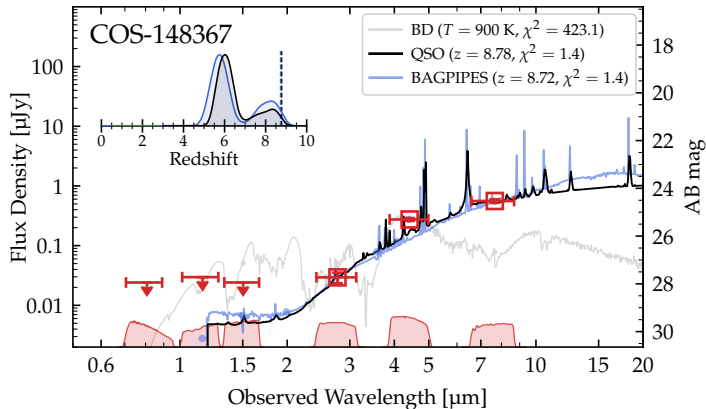 COS-148367
BD (T = 900 K, χ² = 423.1)
QSO (z = 8.78, χ² = 1.4)
BAGPIPES (z = 8.72, χ² = 1.4)
0 2 4 6 8 10
Redshift
100
10
1
0.1
0.01
Flux Density [μJy]
18
20
22
24
26
28
30
AB mag
0.6 1 1.5 2 3 4 5 10 15 20
Observed Wavelength [μm]